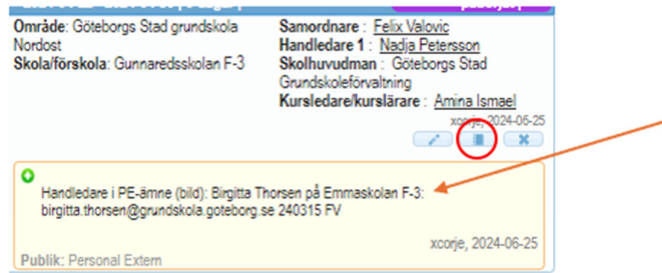 Område: Göteborgs Stad grundskola
Nordost
Skola/förskola: Gunnaredsskolan F-3
Samordnare : Felix Valovic
Handledare 1 : Nadja Petersson
Skolhuvudman : Göteborgs Stad
Grundskoleförvaltning
Kursledare/kurslärare : Amina Ismael
xcorje, 2024-06-25
Handledare i PE-ämne (bild): Birgitta Thorsen på Emmaskolan F-3:
birgitta.thorsen@grundskola.goteborg.se 240315 FV
xcorje, 2024-06-25
Publik: Personal Extern